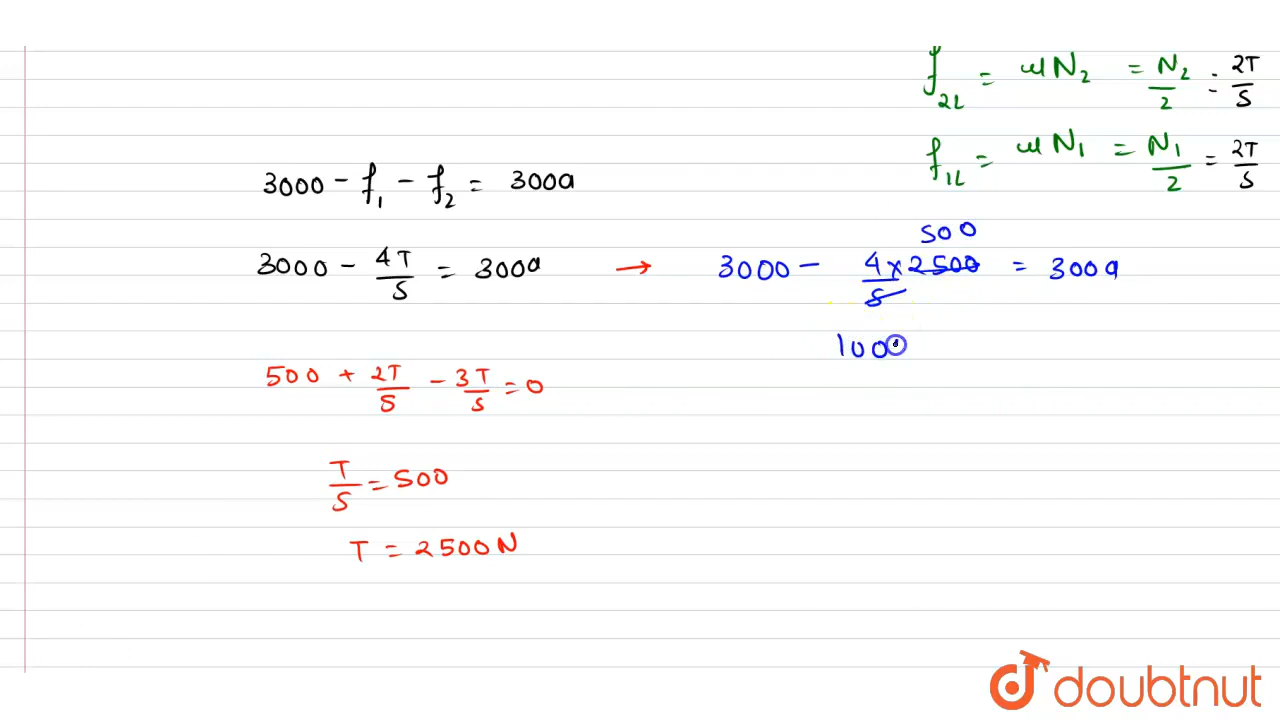 f₂L = μN₂ = N₂/2 = 2T/5
f₁L = μN₁ = N₁/2 = 2T/5
3000 - f₁ - f₂ = 300a
3000 - 4T/5 = 300a → 3000 - 4/5 × 2500 = 300a
500
1000
500 + 2T/5 - 3T/5 = 0
T/5 = 500
T = 2500 N
doubtnut